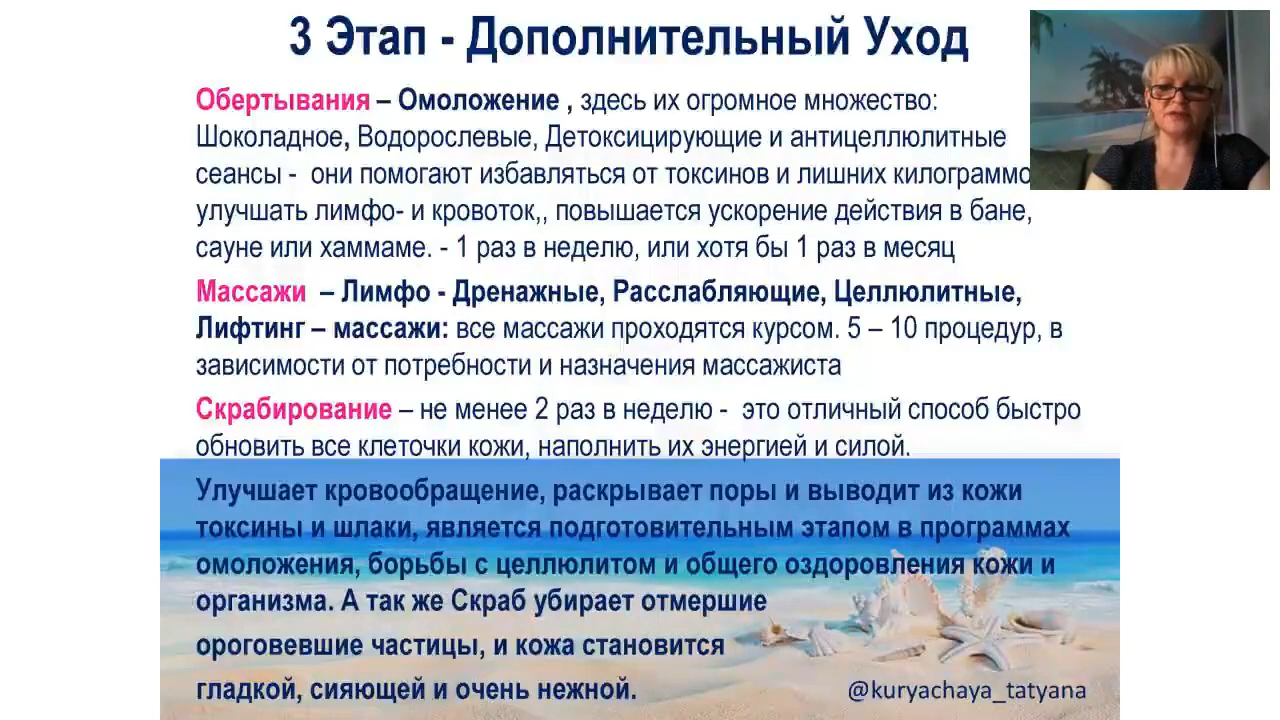 3 Этап - Дополнительный Уход
Обертывания – Омоложение , здесь их огромное множество:
Шоколадное, Водорослевые, Детоксицирующие и антицеллюлитные
сеансы - они помогают избавляться от токсинов и лишних килограммо
улучшать лимфо- и кровоток,, повышается ускорение действия в бане,
сауне или хаммаме. - 1 раз в неделю, или хотя бы 1 раз в месяц
Массажи – Лимфо - Дренажные, Расслабляющие, Целлюлитные,
Лифтинг – массажи: все массажи проходятся курсом. 5 – 10 процедур, в
зависимости от потребности и назначения массажиста
Скрабирование – не менее 2 раз в неделю - это отличный способ быстро
обновить все клеточки кожи, наполнить их энергией и силой.
Улучшает кровообращение, раскрывает поры и выводит из кожи
токсины и шлаки, является подготовительным этапом в программах
омоложения, борьбы с целлюлитом и общего оздоровления кожи и
организма. А так же Скраб убирает отмершие
ороговевшие частицы, и кожа становится
гладкой, сияющей и очень нежной.
@kuryachaya_tatyana